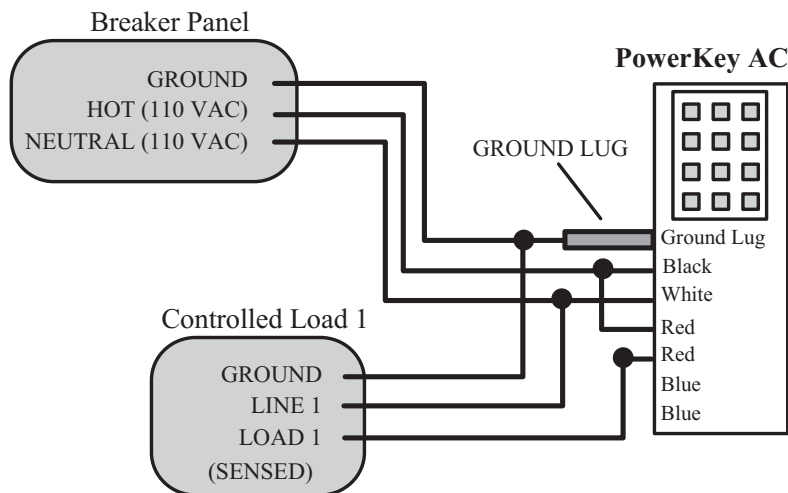 Breaker Panel
GROUND
HOT (110 VAC)
NEUTRAL (110 VAC)
PowerKey AC
GROUND LUG
Ground Lug
Black
White
Red
Red
Blue
Blue
Controlled Load 1
GROUND
LINE 1
LOAD 1
(SENSED)